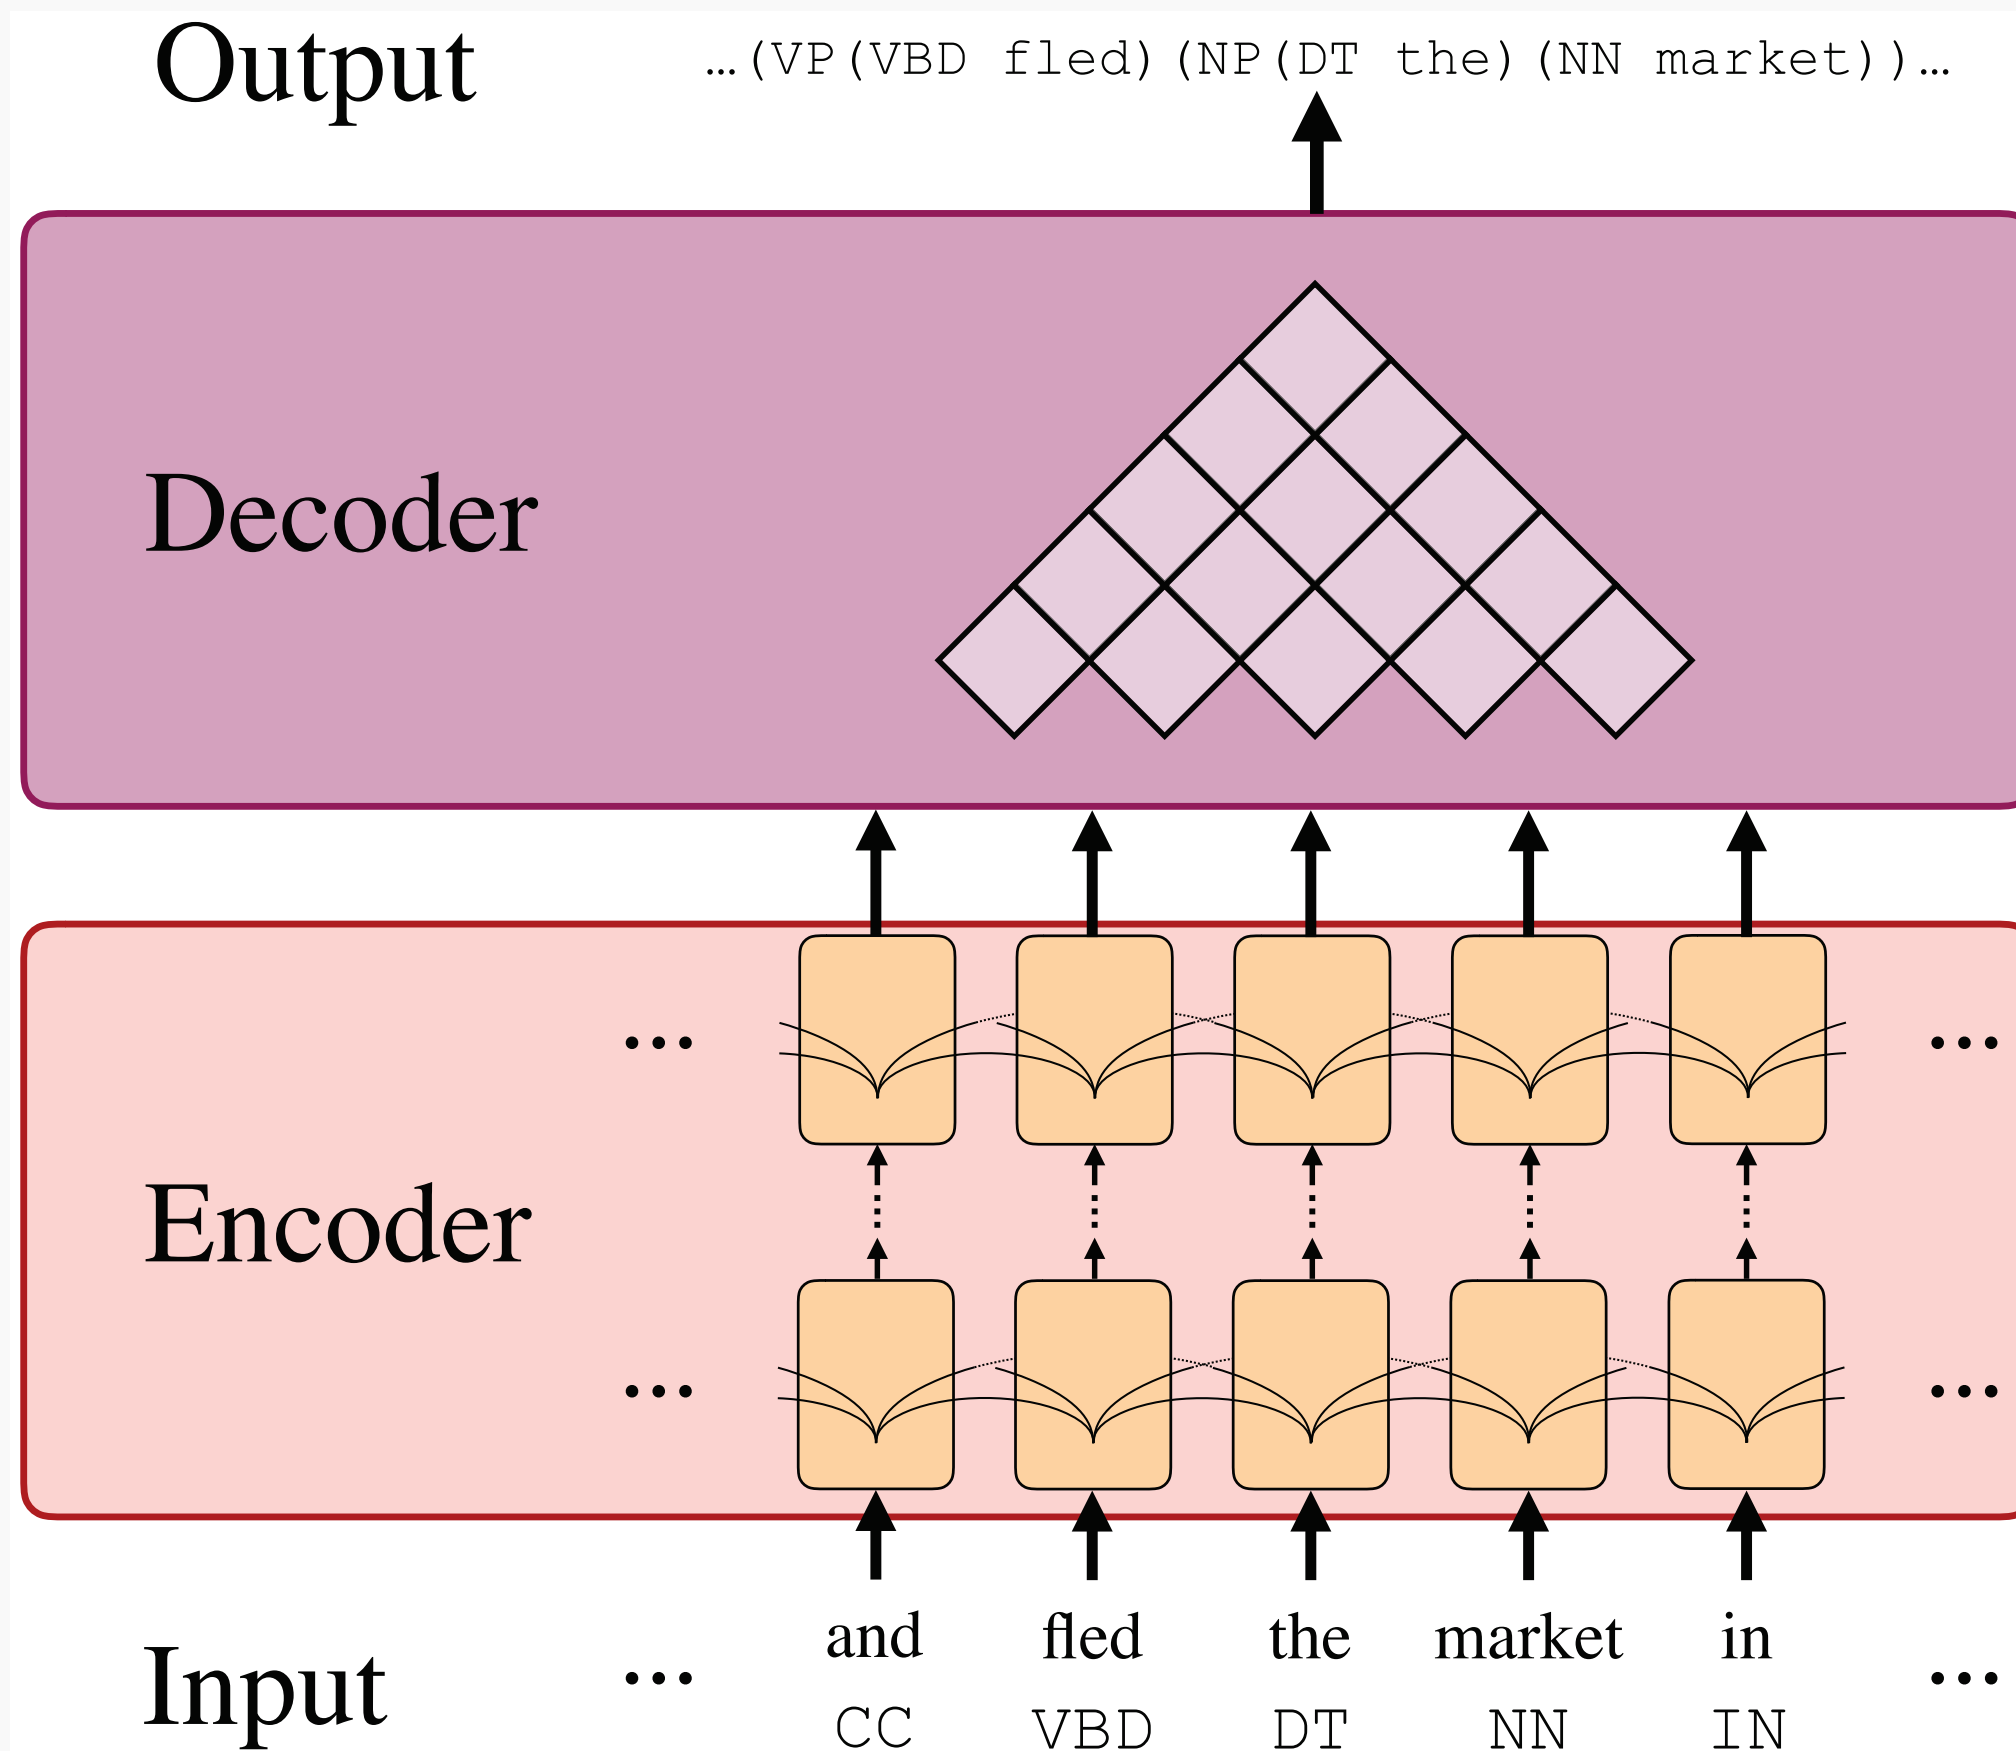 Output …(VP(VBD fled)(NP(DT the)(NN market))…
Decoder
... ...
Encoder
... ...
and fled the market in
Input ... ...
CC VBD DT NN IN